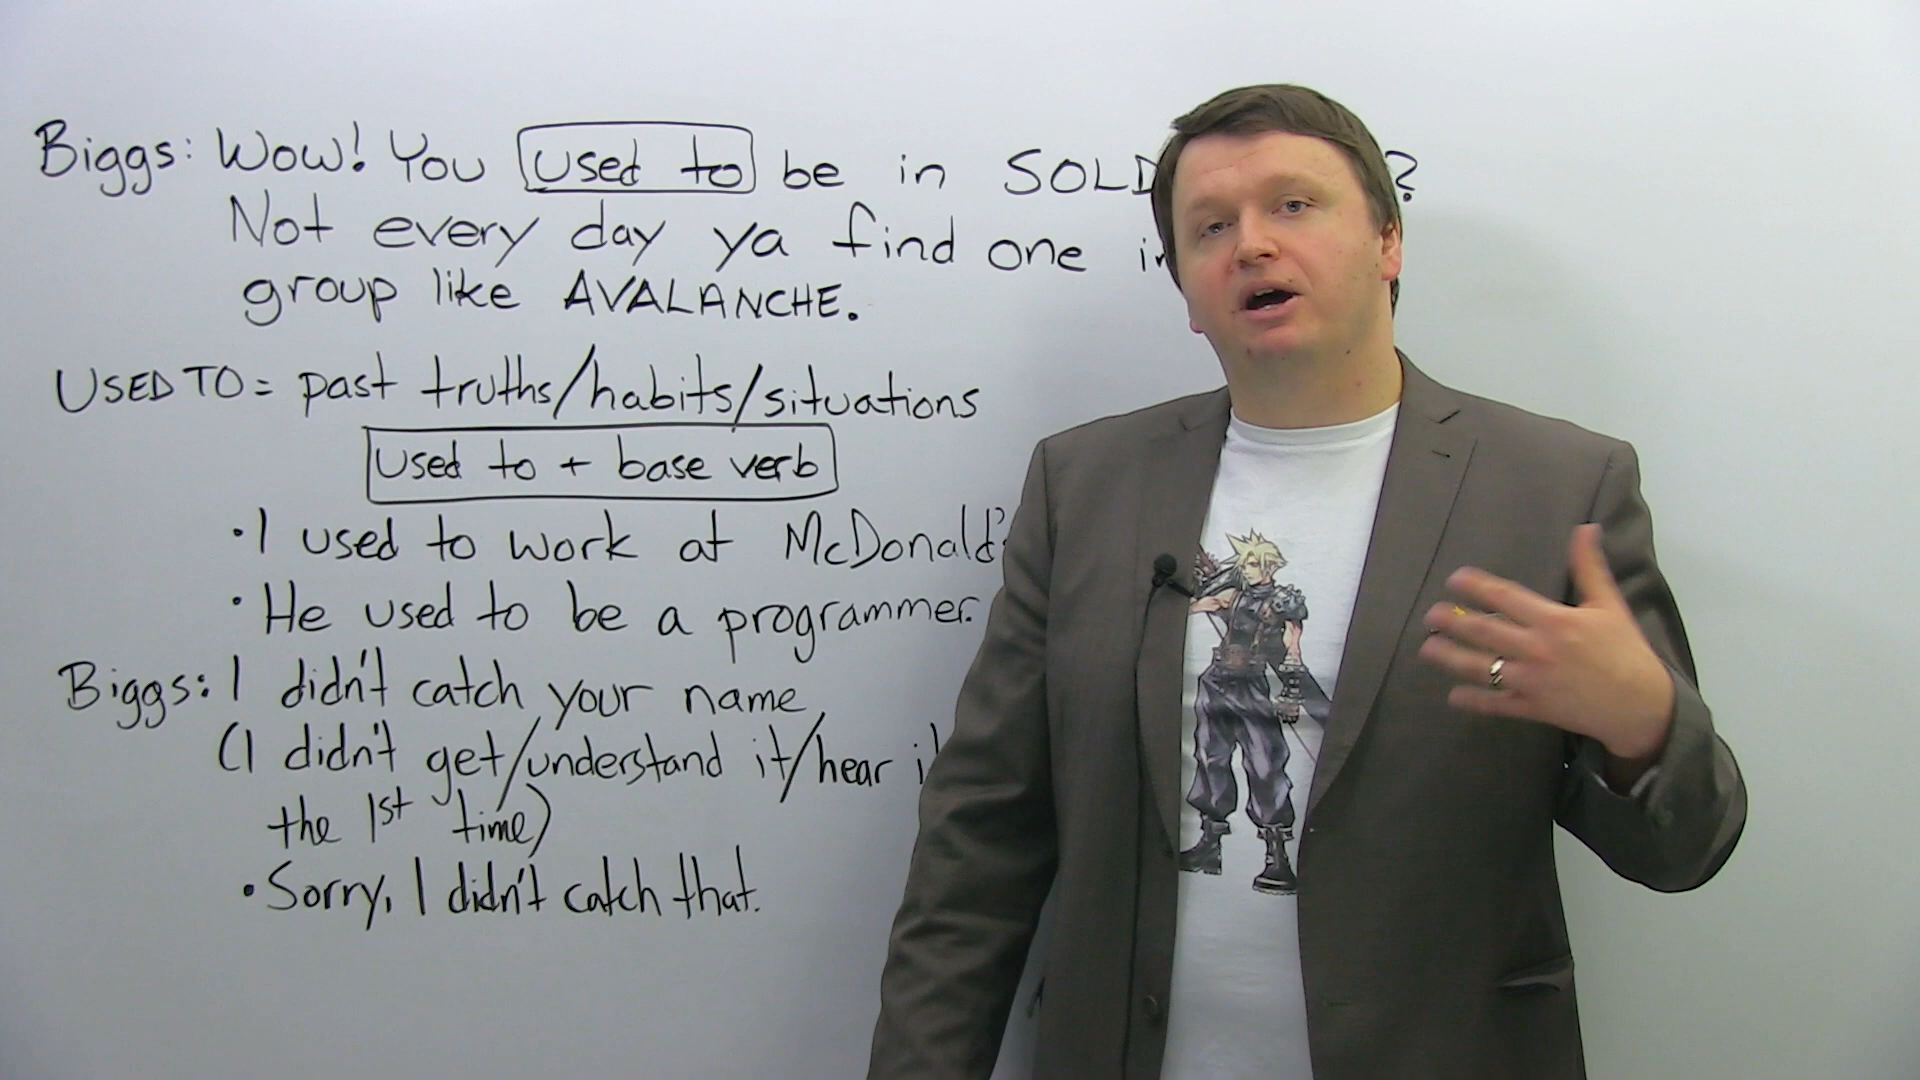 Biggs: Wow! You used to be in SOLD ?
Not every day ya find one in
group like AVALANCHE.
USED TO = past truths/habits/situations
used to + base verb
• I used to work at McDonald's
• He used to be a programmer.
Biggs: I didn't catch your name
(I didn't get/understand it/hear it
the 1st time)
• Sorry, I didn't catch that.